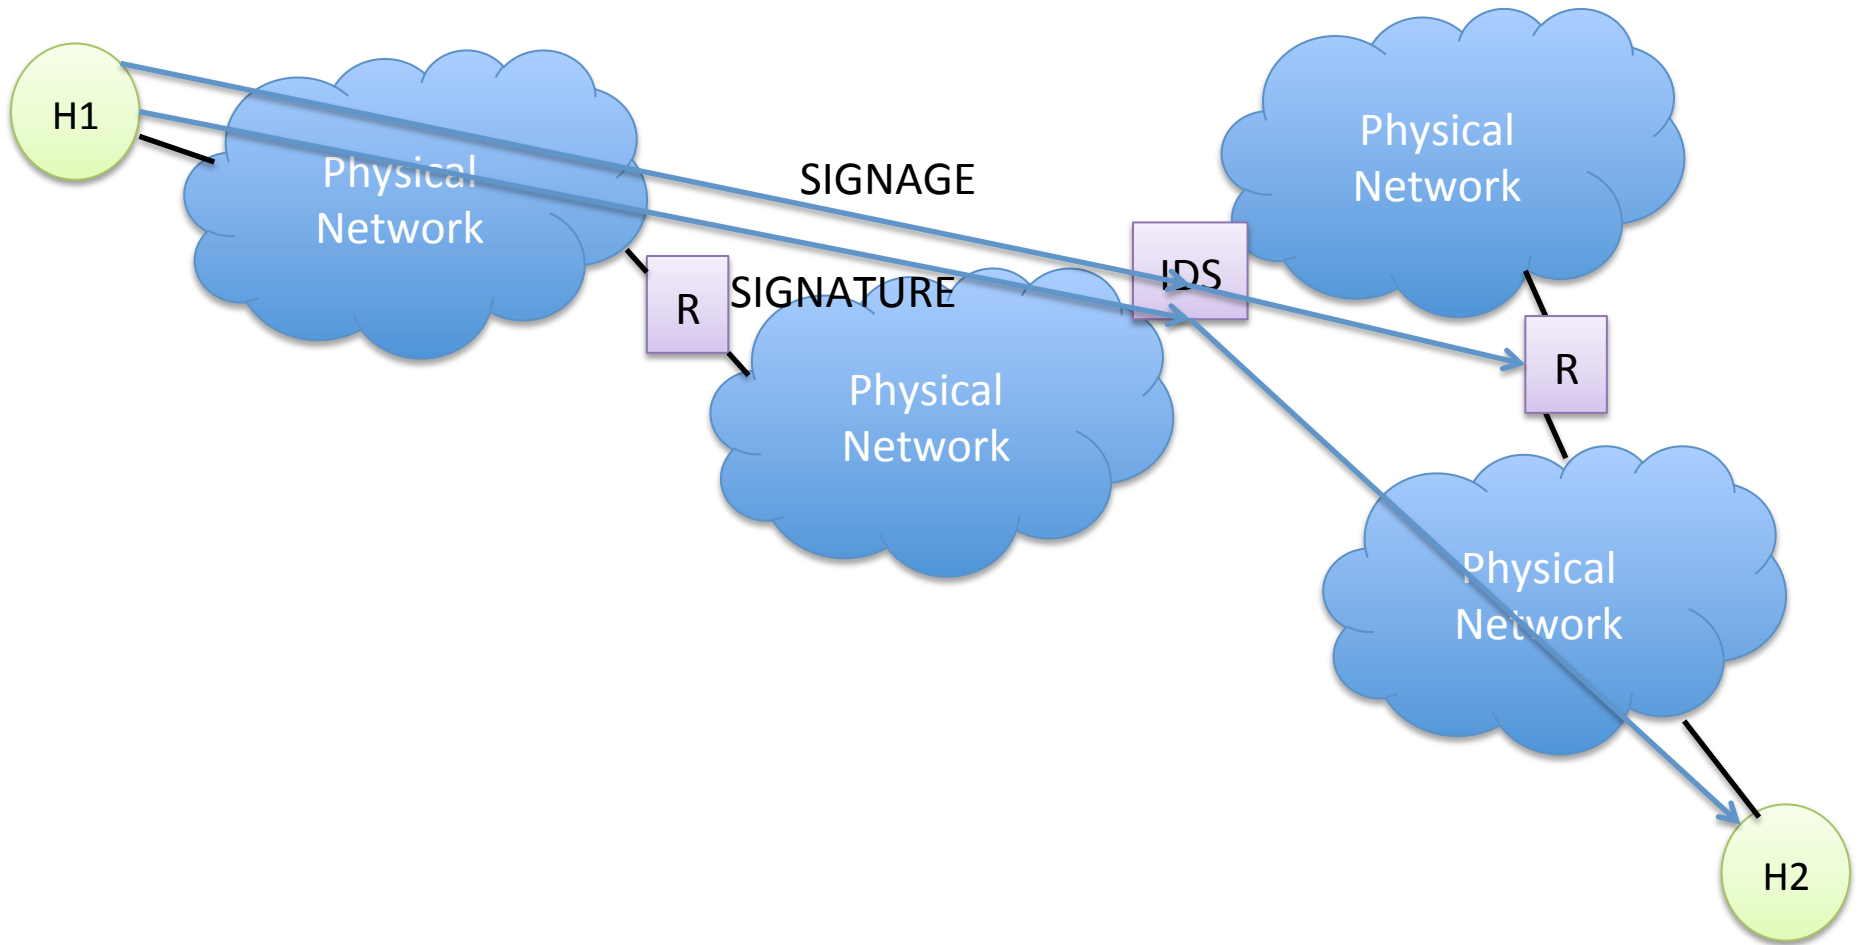 H1
Physical
Network
SIGNAGE
Physical
Network
IDS
R
SIGNATURE
R
Physical
Network
Physical
Network
H2